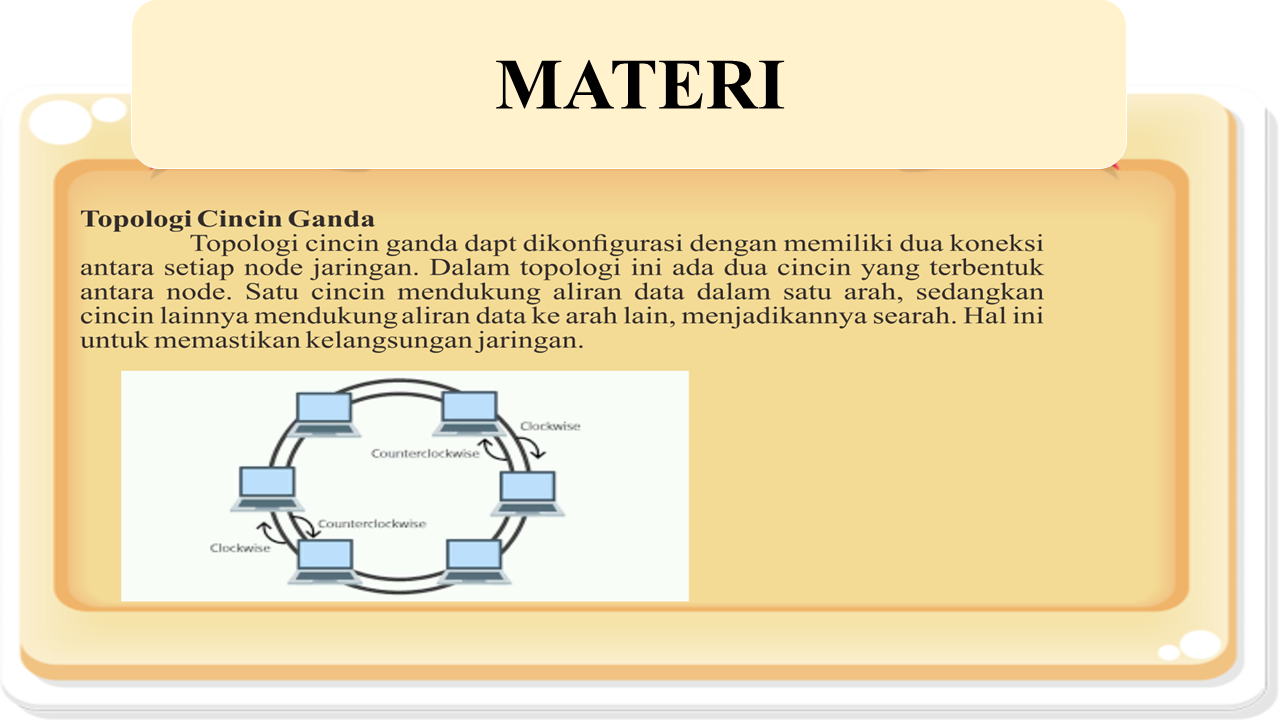 MATERI
Topologi Cincin Ganda
Topologi cincin ganda dapt dikonfigurasi dengan memiliki dua koneksi
antara setiap node jaringan. Dalam topologi ini ada dua cincin yang terbentuk
antara node. Satu cincin mendukung aliran data dalam satu arah, sedangkan
cincin lainnya mendukung aliran data ke arah lain, menjadikannya searah. Hal ini
untuk memastikan kelangsungan jaringan.
Clockwise
Counterclockwise
Counterclockwise
Clockwise